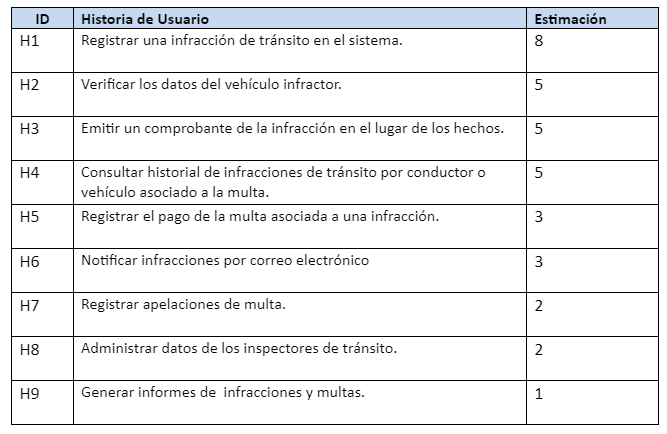 ID Historia de Usuario Estimación
H1 Registrar una infracción de tránsito en el sistema. 8
H2 Verificar los datos del vehículo infractor. 5
H3 Emitir un comprobante de la infracción en el lugar de los hechos. 5
H4 Consultar historial de infracciones de tránsito por conductor o 5
vehículo asociado a la multa.
H5 Registrar el pago de la multa asociada a una infracción. 3
H6 Notificar infracciones por correo electrónico 3
H7 Registrar apelaciones de multa. 2
H8 Administrar datos de los inspectores de tránsito. 2
H9 Generar informes de infracciones y multas. 1